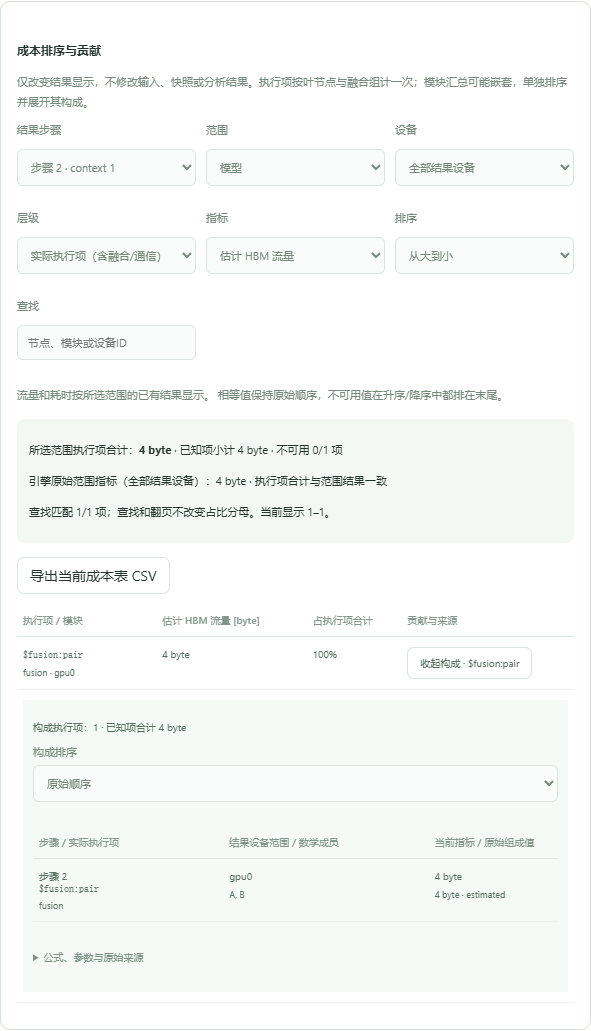 成本排序与贡献
仅改变结果显示，不修改输入、快照或分析结果。执行项按叶节点与融合组计一次；模块汇总可能嵌套，单独排序
并展开其构成。
结果步骤 范围 设备
步骤 2 · context 1 模型 全部结果设备
层级 指标 排序
实际执行项（含融合/通信） 估计 HBM 流量 从大到小
查找
节点、模块或设备ID
流量和耗时按所选范围的已有结果显示。 相等值保持原始顺序，不可用值在升序/降序中都排在末尾。
所选范围执行项合计：4 byte · 已知项小计 4 byte · 不可用 0/1 项
引擎原始范围指标（全部结果设备）：4 byte · 执行项合计与范围结果一致
查找匹配 1/1 项；查找和翻页不改变占比分母。当前显示 1–1。
导出当前成本表 CSV
执行项 / 模块 估计 HBM 流量 [byte] 占执行项合计 贡献与来源
$fusion:pair 4 byte 100% 收起构成 · $fusion:pair
fusion · gpu0
构成执行项：1 · 已知项合计 4 byte
构成排序
原始顺序
步骤 / 实际执行项 结果设备范围 / 数学成员 当前指标 / 原始组成值
步骤 2 gpu0 4 byte
$fusion:pair A, B 4 byte · estimated
fusion
▶ 公式、参数与原始来源